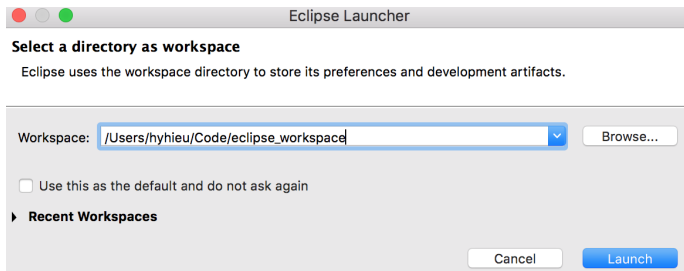 Eclipse Launcher
Select a directory as workspace
Eclipse uses the workspace directory to store its preferences and development artifacts.
Workspace: /Users/hyhieu/Code/eclipse_workspace Browse...
Use this as the default and do not ask again
Recent Workspaces
Cancel Launch